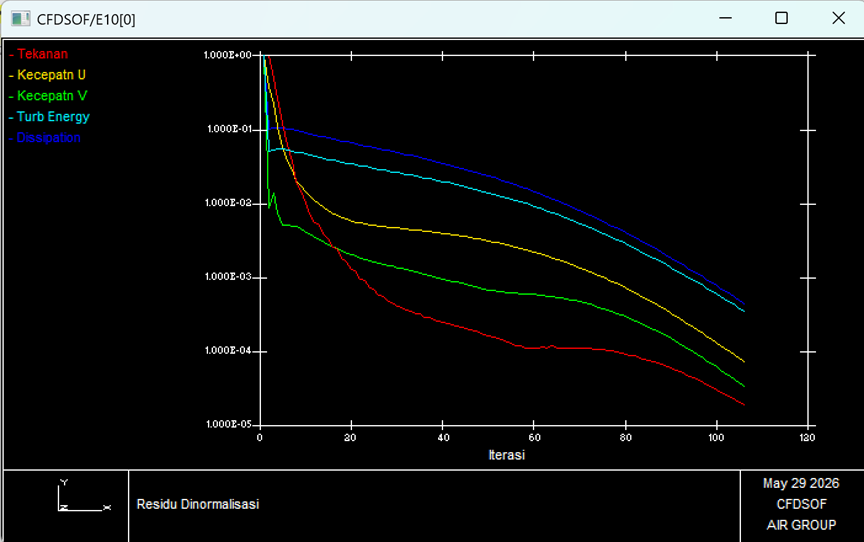 CFDSOF/E10[0]
- Tekanan
- Kecepatn U
- Kecepatn V
- Turb Energy
- Dissipation
1.000E+00
1.000E-01
1.000E-02
1.000E-03
1.000E-04
1.000E-05
0 20 40 60 80 100 120
Iterasi
Y
Z X
Residu Dinormalisasi
May 29 2026
CFDSOF
AIR GROUP